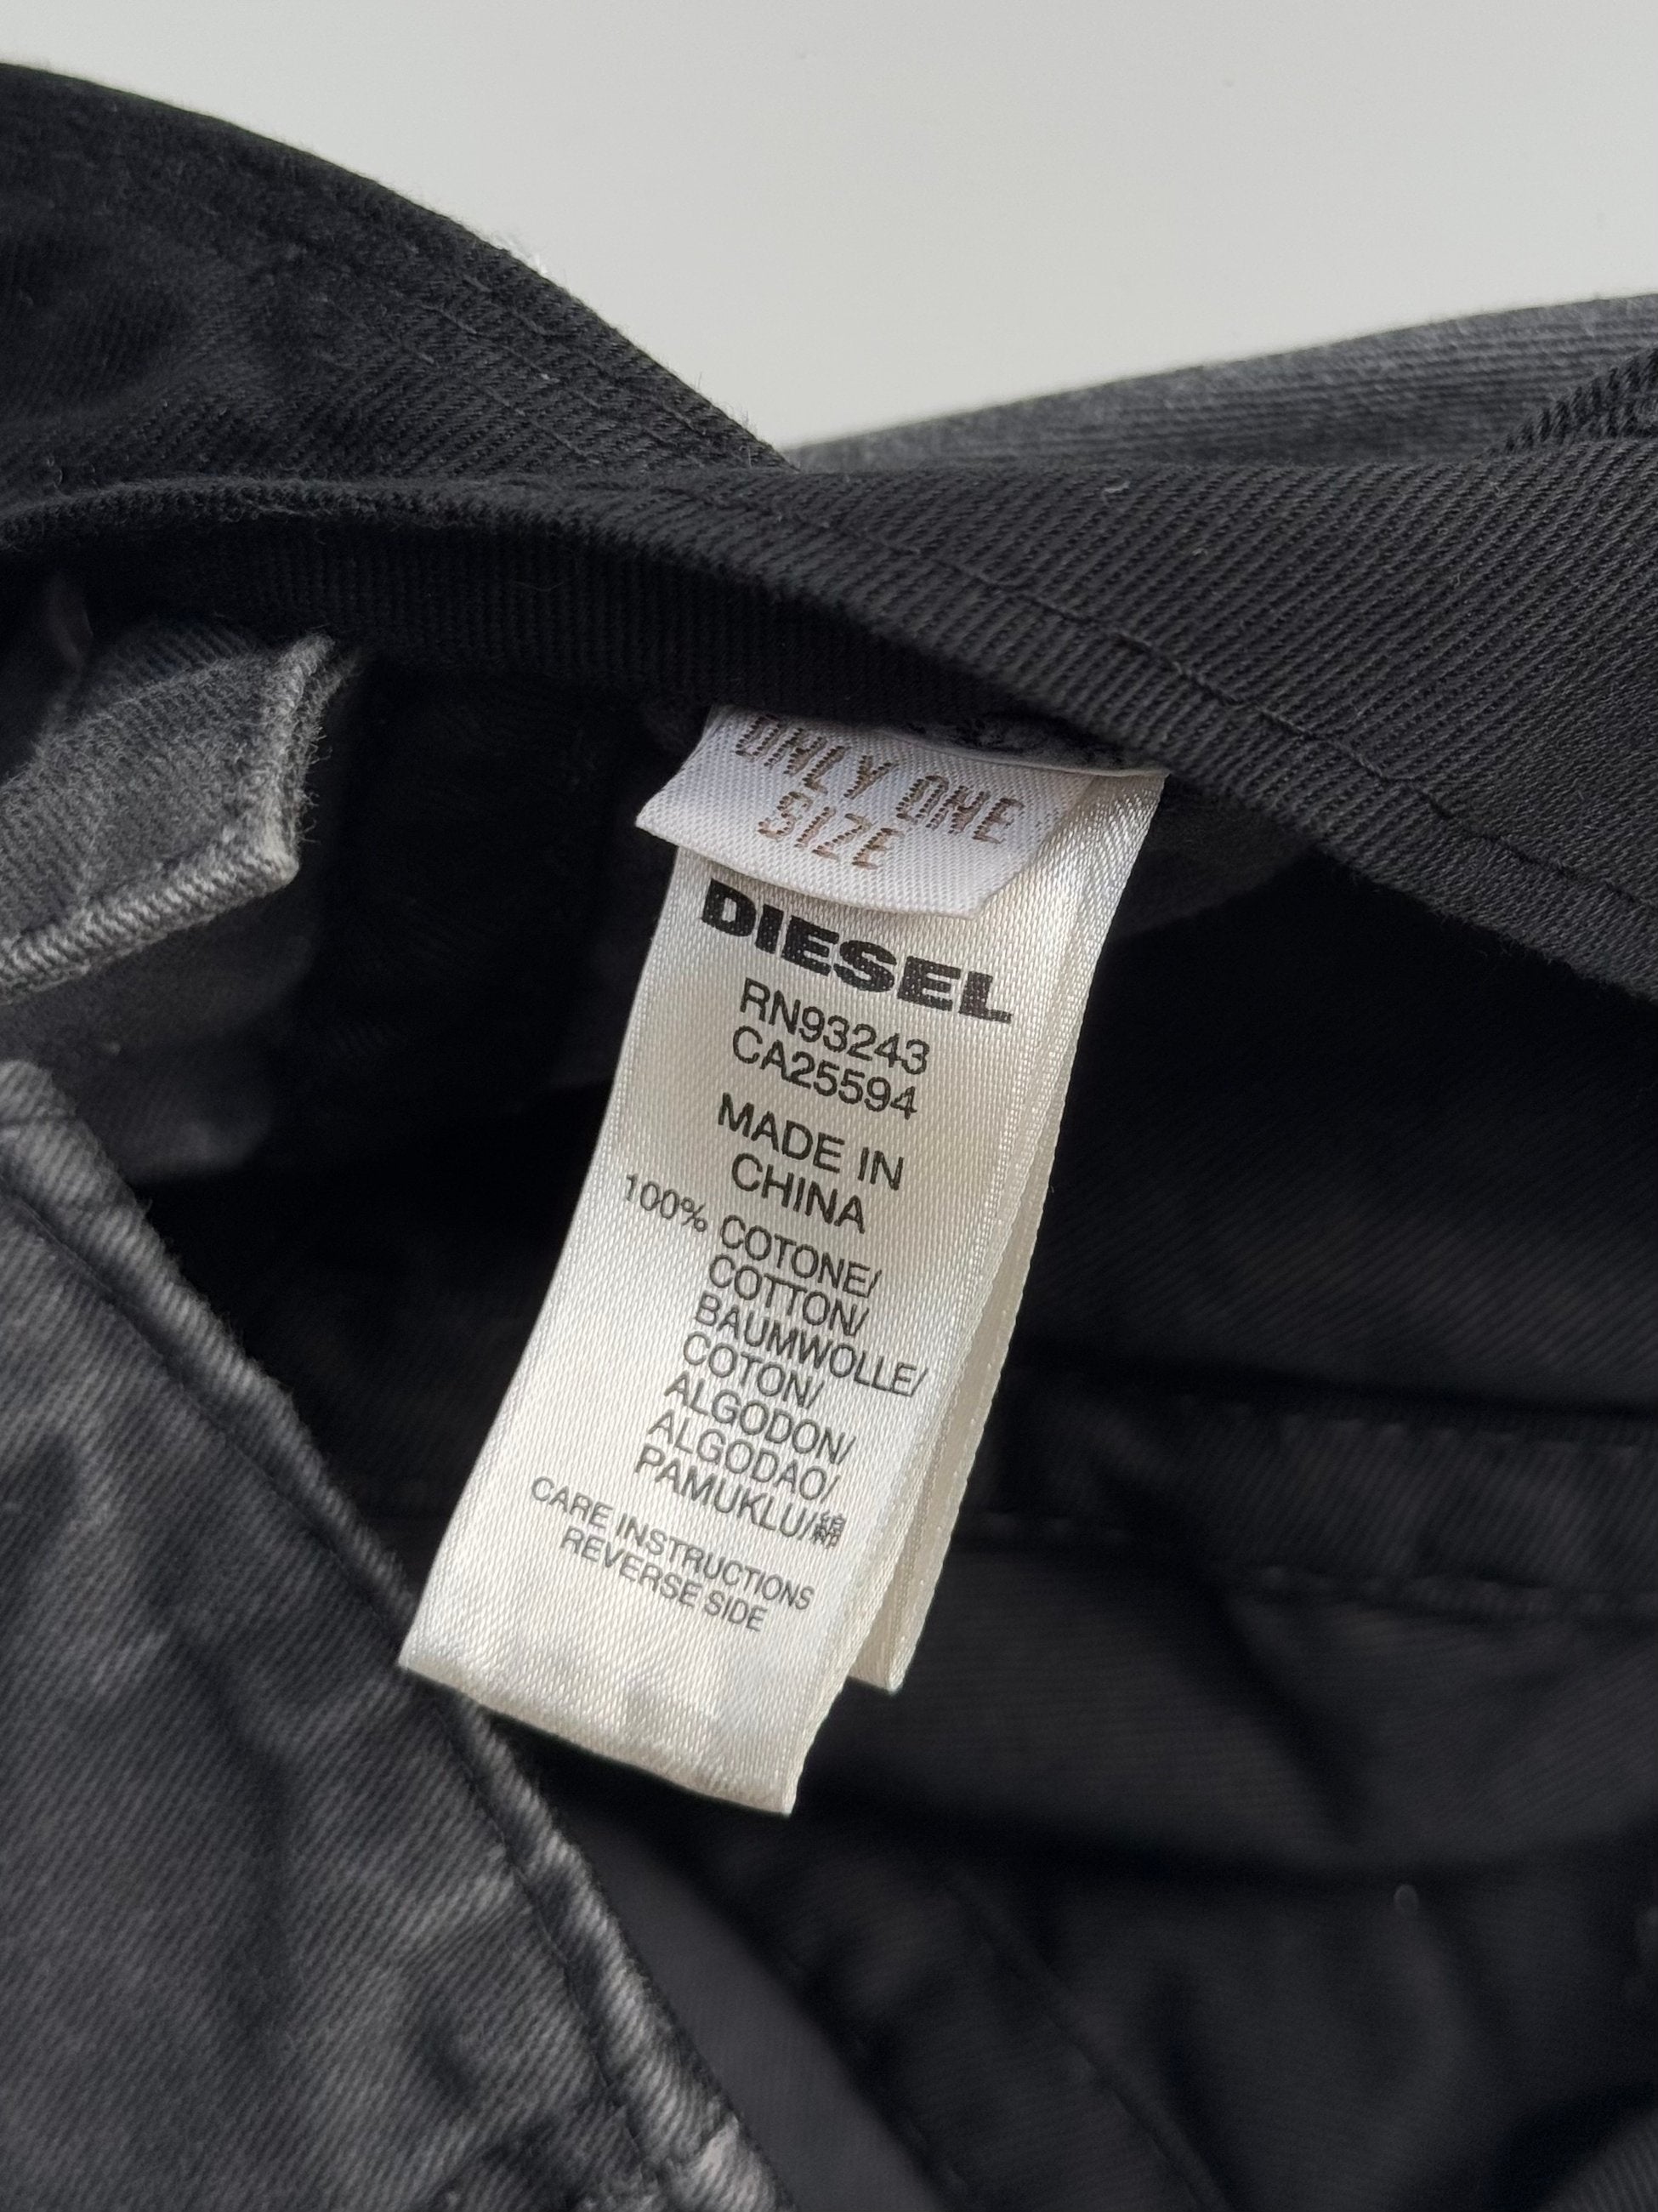 ONLY ONE
SIZE
DIESEL
RN93243
CA25594
MADE IN
CHINA
100% COTONE/
COTTON/
BAUMWOLLE/
COTON/
ALGODON/
ALGODAO/
PAMUKLU/綿
CARE INSTRUCTIONS
REVERSE SIDE